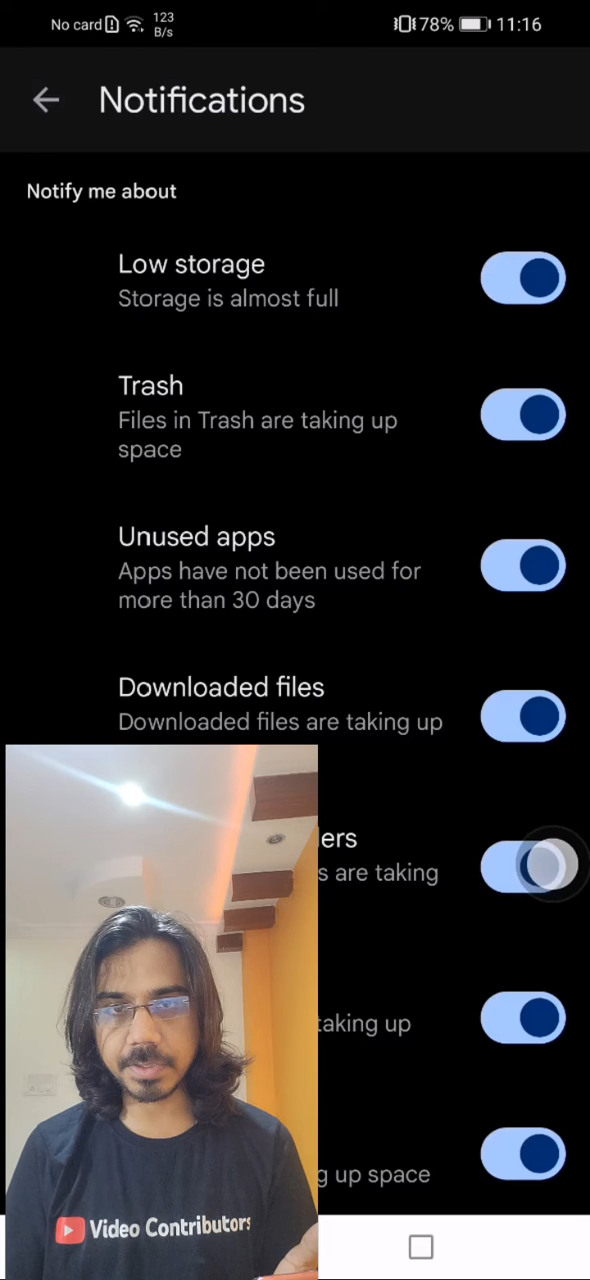 No card 123 B/s 78% 11:16
Notifications
Notify me about
Low storage
Storage is almost full
Trash
Files in Trash are taking up
space
Unused apps
Apps have not been used for
more than 30 days
Downloaded files
Downloaded files are taking up
ers
s are taking
taking up
g up space
Video Contributors